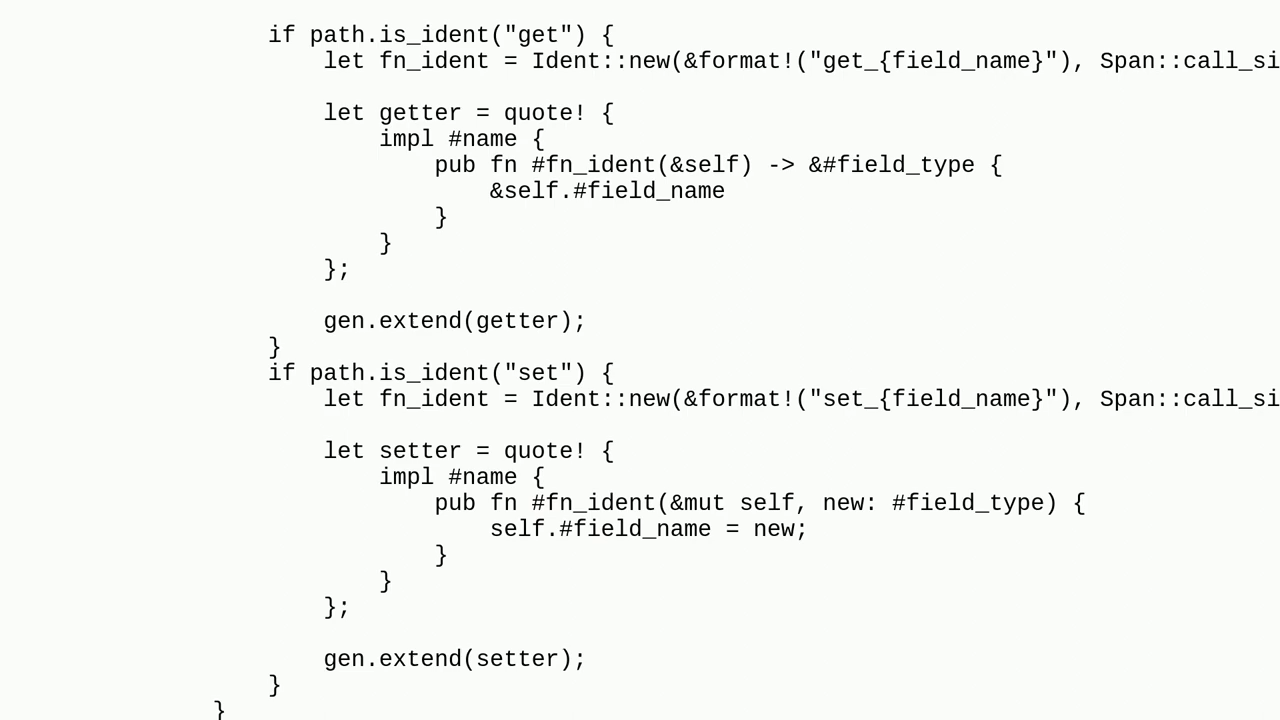 if path.is_ident("get") {
let fn_ident = Ident::new(&format!("get_{field_name}"), Span::call_si
let getter = quote! {
impl #name {
pub fn #fn_ident(&self) -> &#field_type {
&self.#field_name
}
}
};
gen.extend(getter);
}
if path.is_ident("set") {
let fn_ident = Ident::new(&format!("set_{field_name}"), Span::call_si
let setter = quote! {
impl #name {
pub fn #fn_ident(&mut self, new: #field_type) {
self.#field_name = new;
}
}
};
gen.extend(setter);
}
}